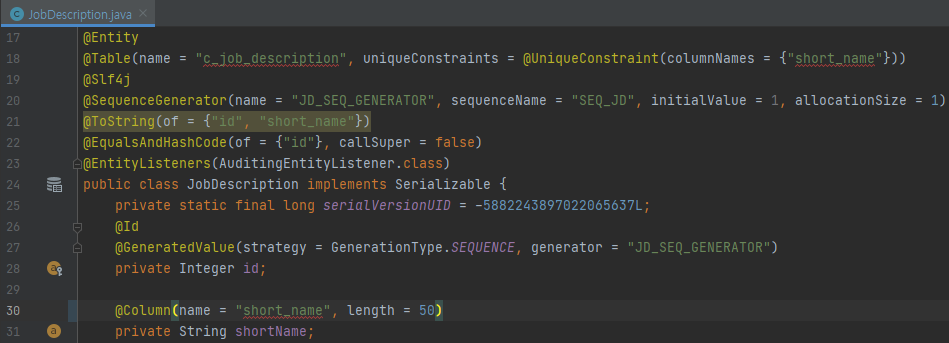 JobDescription.java
17 @Entity
18 @Table(name = "c_job_description", uniqueConstraints = @UniqueConstraint(columnNames = {"short_name"}))
19 @Slf4j
20 @SequenceGenerator(name = "JD_SEQ_GENERATOR", sequenceName = "SEQ_JD", initialValue = 1, allocationSize = 1)
21 @ToString(of = {"id", "short_name"})
22 @EqualsAndHashCode(of = {"id"}, callSuper = false)
23 @EntityListeners(AuditingEntityListener.class)
24 public class JobDescription implements Serializable {
25 private static final long serialVersionUID = -5882243897022065637L;
26 @Id
27 @GeneratedValue(strategy = GenerationType.SEQUENCE, generator = "JD_SEQ_GENERATOR")
28 private Integer id;
29
30 @Column(name = "short_name", length = 50)
31 private String shortName;